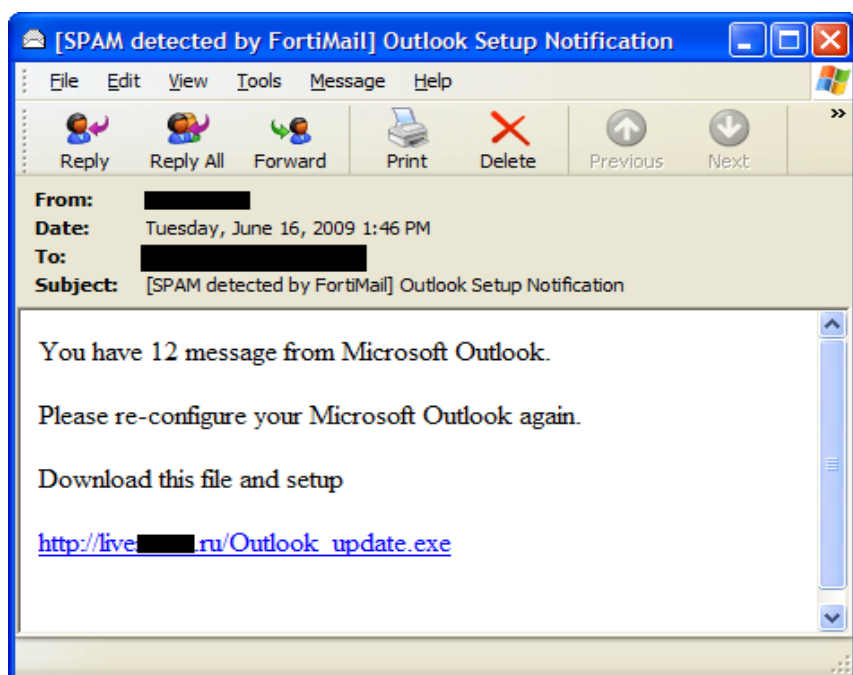 [SPAM detected by FortiMail] Outlook Setup Notification
File Edit View Tools Message Help
Reply Reply All Forward Print Delete Previous Next
From:
Date: Tuesday, June 16, 2009 1:46 PM
To:
Subject: [SPAM detected by FortiMail] Outlook Setup Notification
You have 12 message from Microsoft Outlook.
Please re-configure your Microsoft Outlook again.
Download this file and setup
http://live .ru/Outlook_update.exe